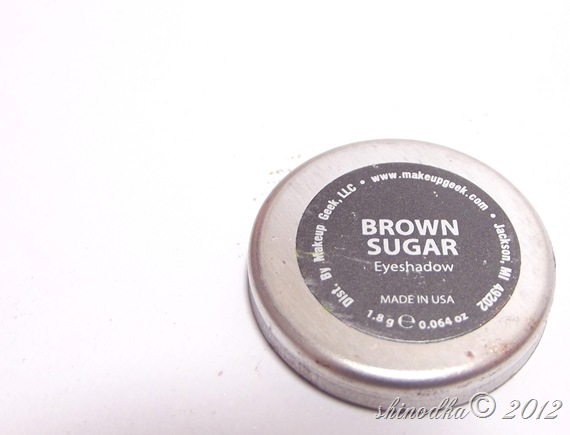 Dist. By Makeup Geek, LLC • www.makeupgeek.com • Jackson, MI 49202
BROWN
SUGAR
Eyeshadow
MADE IN USA
1.8 g ℮ 0.064 oz
shinodka© 2012